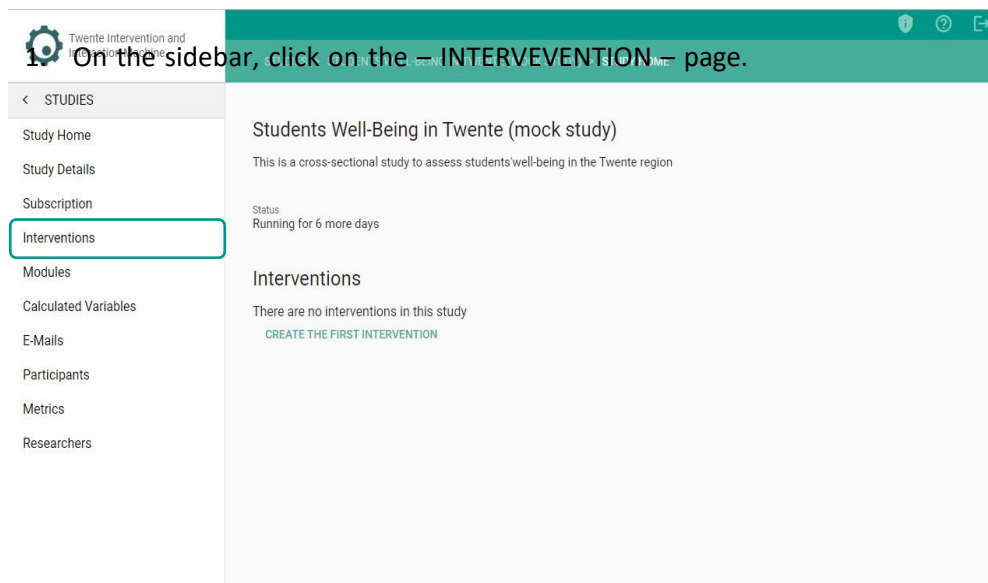 Twente Intervention and
Interaction Machine
1. On the sidebar, click on the – INTERVEVENTION – page.
< STUDIES
Study Home
Study Details
Subscription
Interventions
Modules
Calculated Variables
E-Mails
Participants
Metrics
Researchers
Students Well-Being in Twente (mock study)
This is a cross-sectional study to assess students'well-being in the Twente region
Status
Running for 6 more days
Interventions
There are no interventions in this study
CREATE THE FIRST INTERVENTION